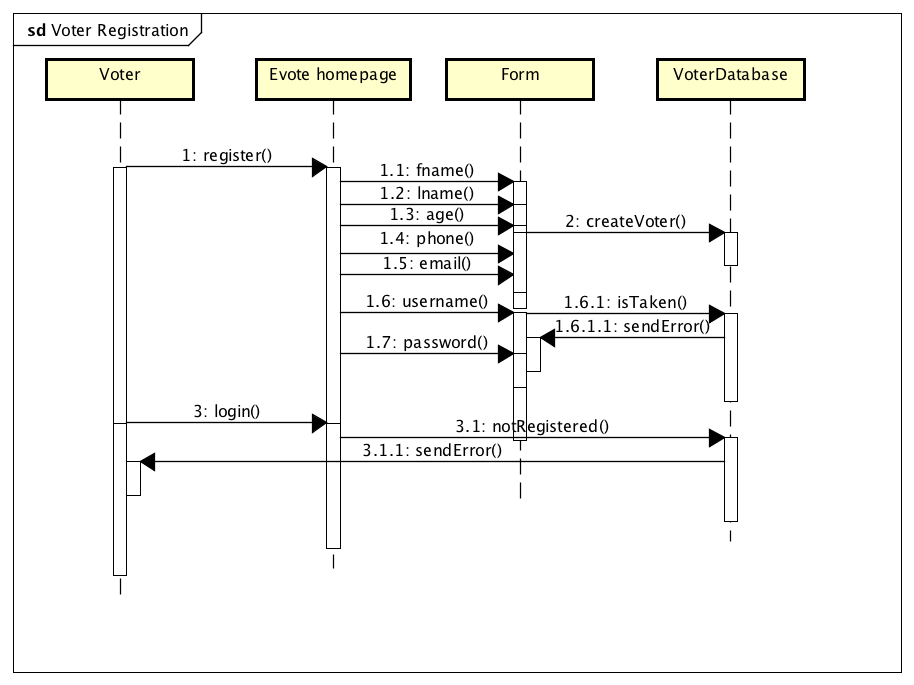 sd Voter Registration
Voter
Evote homepage
Form
VoterDatabase
1: register()
1.1: fname()
1.2: lname()
1.3: age()
2: createVoter()
1.4: phone()
1.5: email()
1.6: username()
1.6.1: isTaken()
1.6.1.1: sendError()
1.7: password()
3: login()
3.1: notRegistered()
3.1.1: sendError()